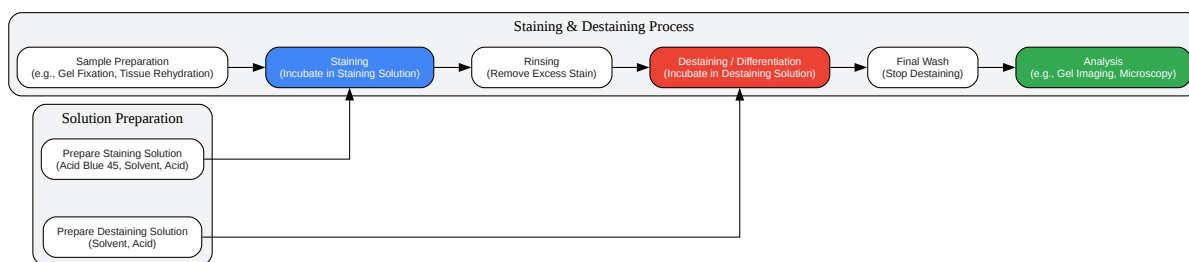 Staining & Destaining Process
Sample Preparation
(e.g., Gel Fixation, Tissue Rehydration)
Staining
(Incubate in Staining Solution)
Rinsing
(Remove Excess Stain)
Destaining / Differentiation
(Incubate in Destaining Solution)
Final Wash
(Stop Destaining)
Analysis
(e.g., Gel Imaging, Microscopy)
Solution Preparation
Prepare Staining Solution
(Acid Blue 45, Solvent, Acid)
Prepare Destaining Solution
(Solvent, Acid)